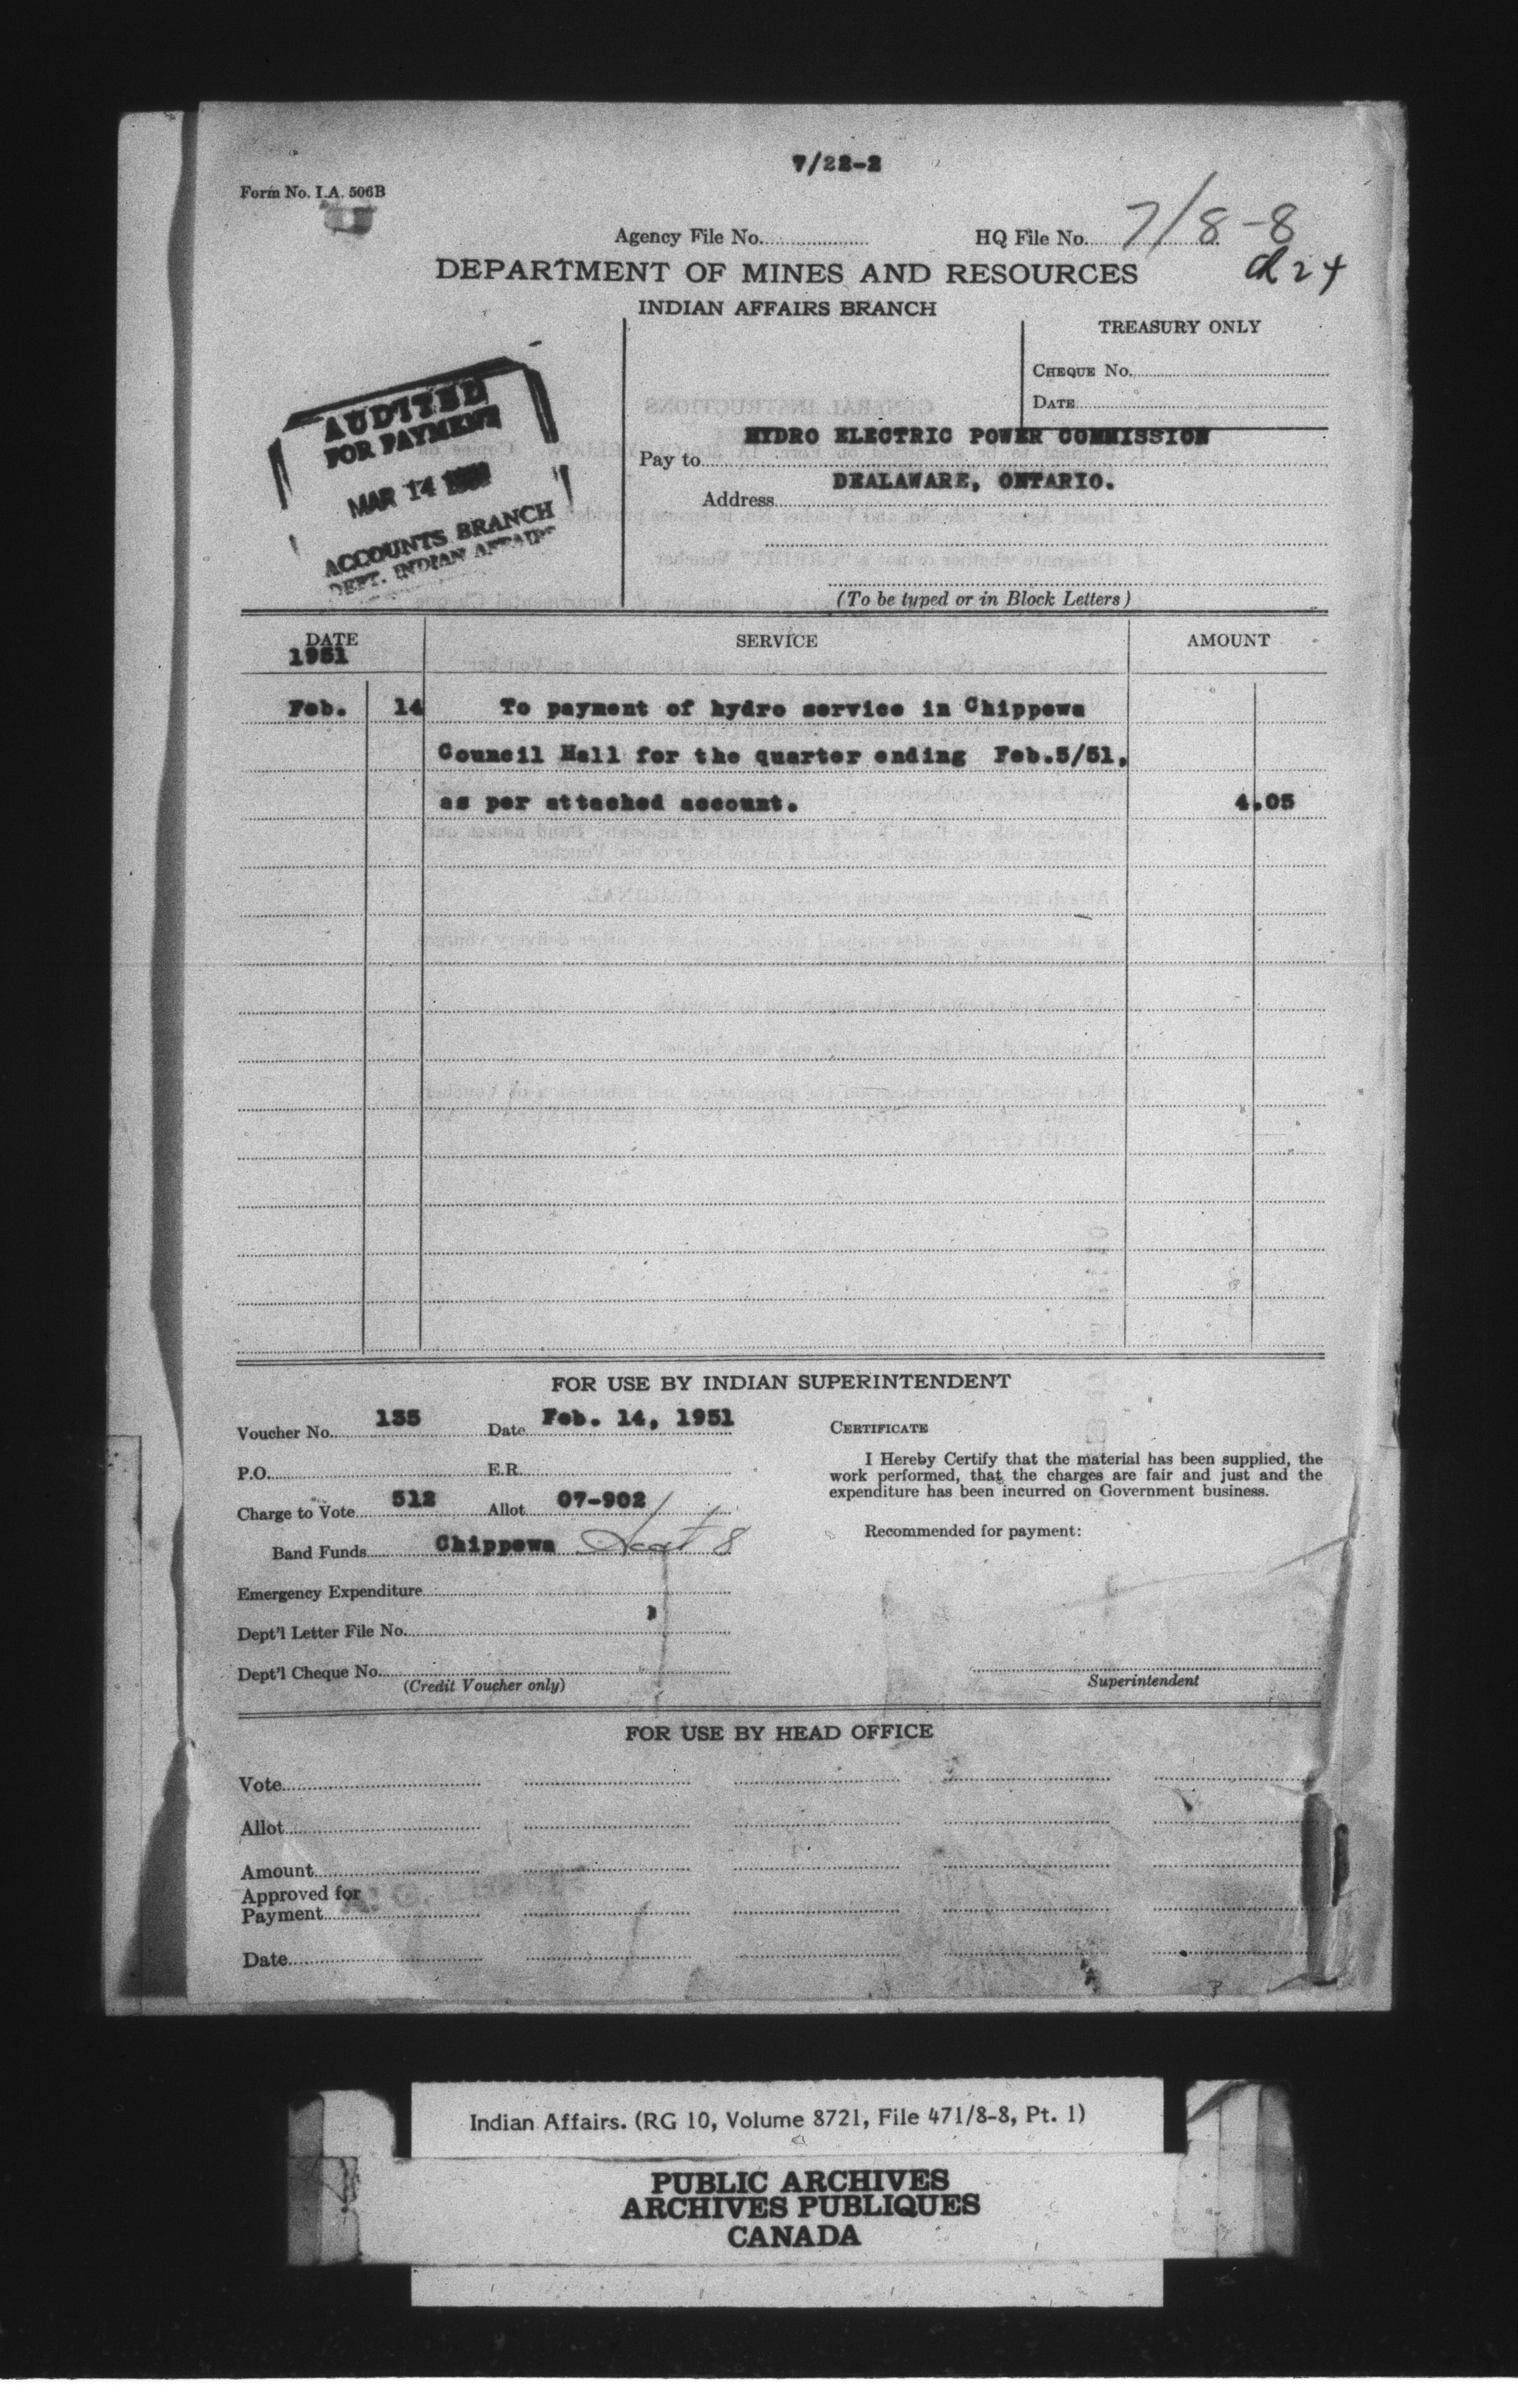 7/22-2
Form No. I.A. 506B
Agency File No. HQ File No. 7/8-8
d 24
DEPARTMENT OF MINES AND RESOURCES
INDIAN AFFAIRS BRANCH
TREASURY ONLY
CHEQUE No.
DATE
AUDITED
FOR PAYMENT
MAR 14
ACCOUNTS BRANCH
DEPT. INDIAN AFFAIRS
HYDRO ELECTRIC POWER COMMISSION
Pay to
DEALAWARE, ONTARIO.
Address
(To be typed or in Block Letters)
DATE SERVICE AMOUNT
1951
Feb. 14 To payment of hydro service in Chippewa
Council Hall for the quarter ending Feb.5/51,
as per attached account. 4.05
FOR USE BY INDIAN SUPERINTENDENT
Voucher No. 135 Date Feb. 14, 1951
P.O. E.R.
Charge to Vote 512 Allot. 07-902
Band Funds Chippewa 8
Emergency Expenditure
Dept'l Letter File No.
Dept'l Cheque No.
(Credit Voucher only)
CERTIFICATE
I Hereby Certify that the material has been supplied, the
work performed, that the charges are fair and just and the
expenditure has been incurred on Government business.
Recommended for payment:
Superintendent
FOR USE BY HEAD OFFICE
Vote
Allot.
Amount
Approved for
Payment
Date
Indian Affairs. (RG 10, Volume 8721, File 471/8-8, Pt. 1)
PUBLIC ARCHIVES
ARCHIVES PUBLIQUES
CANADA